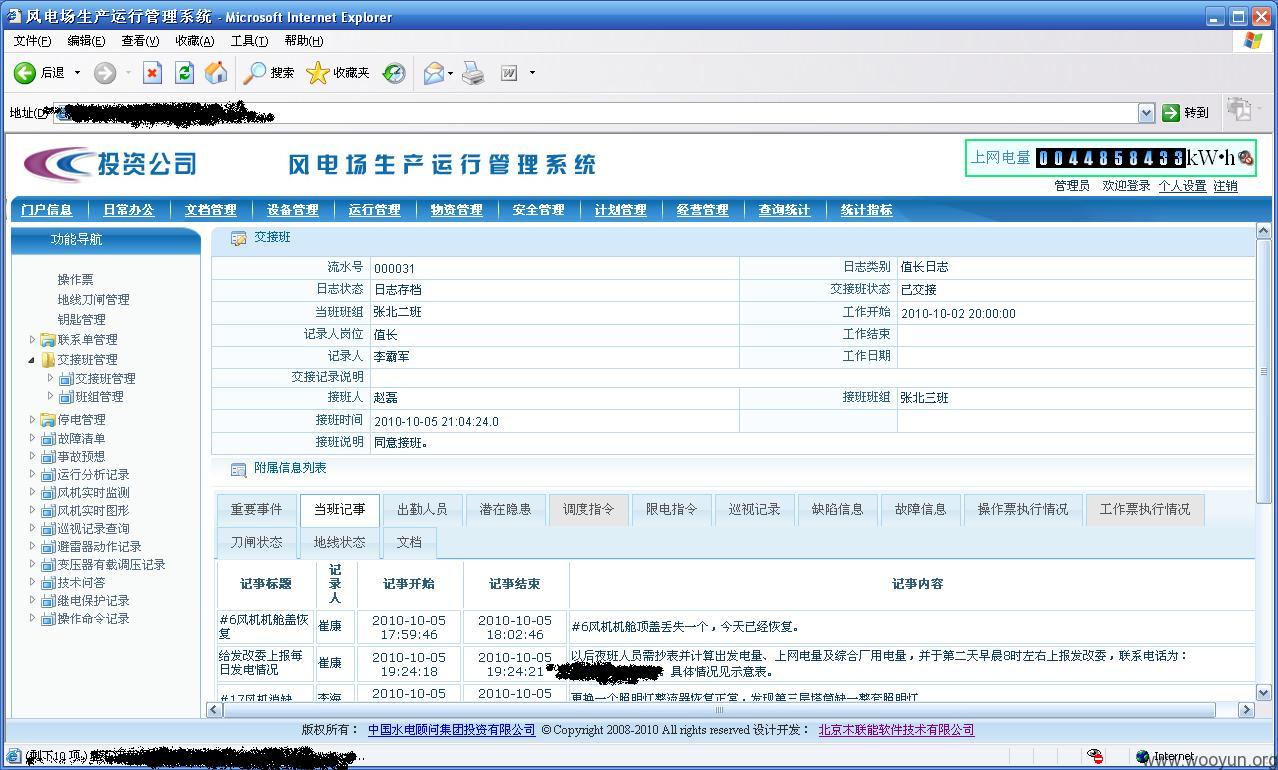 风电场生产运行管理系统 - Microsoft Internet Explorer
文件(F) 编辑(E) 查看(V) 收藏(A) 工具(T) 帮助(H)
后退 搜索 收藏夹
地址(D) 转到
投资公司 风电场生产运行管理系统 上网电量 0044858433 kW·h
管理员 欢迎登录 个人设置 注销
门户信息 日常办公 文档管理 设备管理 运行管理 物资管理 安全管理 计划管理 经营管理 查询统计 统计指标
功能导航
操作票
地线刀闸管理
钥匙管理
联系单管理
交接班管理
交接班管理
班组管理
停电管理
故障清单
事故预想
运行分析记录
风机实时监测
风机实时图形
巡视记录查询
避雷器动作记录
变压器有载调压记录
技术问答
继电保护记录
操作命令记录
交接班
流水号 000031 日志类别 值长日志
日志状态 日志存档 交接班状态 已交接
当班班组 张北二班 工作开始 2010-10-02 20:00:00
记录人岗位 值长 工作结束
记录人 李霸军 工作日期
交接记录说明
接班人 赵磊 接班班组 张北三班
接班时间 2010-10-05 21:04:24.0
接班说明 同意接班。
附属信息列表
重要事件 当班记事 出勤人员 潜在隐患 调度指令 限电指令 巡视记录 缺陷信息 故障信息 操作票执行情况 工作票执行情况
刀闸状态 地线状态 文档
记事标题 记录人 记事开始 记事结束 记事内容
#6风机机舱盖恢复 崔康 2010-10-05 17:59:46 2010-10-05 18:02:46 #6风机机舱顶盖丢失一个，今天已经恢复。
给发改委上报每日发电情况 崔康 2010-10-05 19:24:18 2010-10-05 19:24:21 以后夜班人员需抄表并计算出发电量、上网电量及综合厂用电量，并于第二天早晨8时左右上报发改委，联系电话为：
具体情况见示意表。
#17风机消缺 李海 2010-10-05 2010-10-05 更换一个照明灯整流器恢复正常，发现第三层塔筒缺一整套照明灯
版权所有： 中国水电顾问集团投资有限公司 ©Copyright 2008-2010 All rights reserved 设计开发： 北京木联能软件技术有限公司
(剩下10 项) Internet
www.wooyun.org